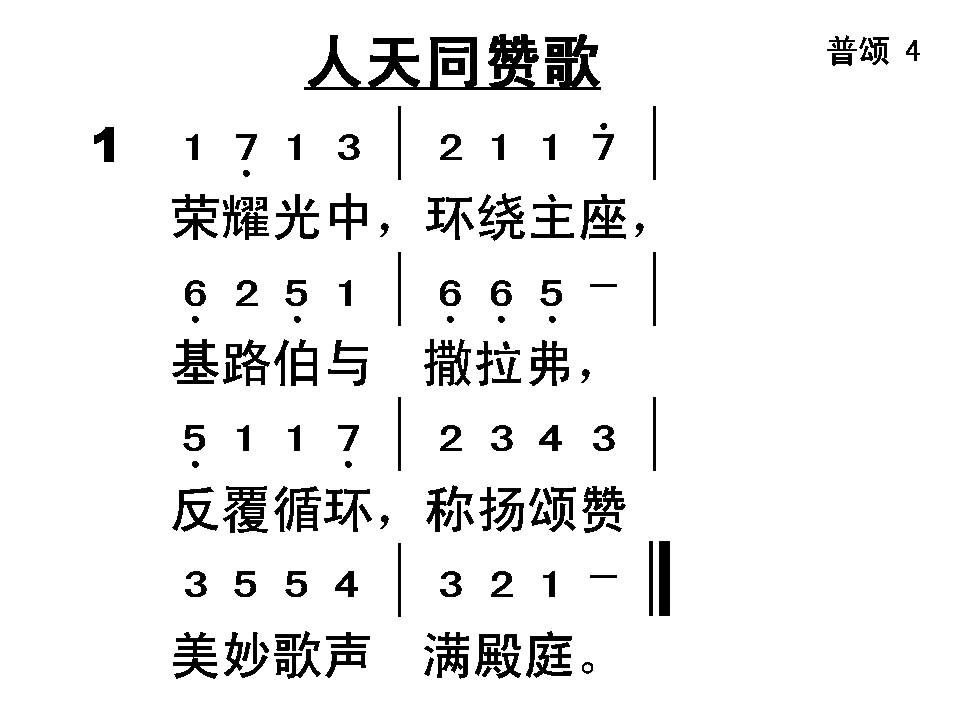 人天同赞歌
普颂 4
1 1 7̣ 1 3 | 2 1 1 7̇ |
荣耀光中，环绕主座，
6̣ 2 5̣ 1 | 6̣ 6̣ 5̣ － |
基路伯与 撒拉弗，
5̣ 1 1 7̣ | 2 3 4 3 |
反覆循环，称扬颂赞
3 5 5 4 | 3 2 1 － ‖
美妙歌声 满殿庭。